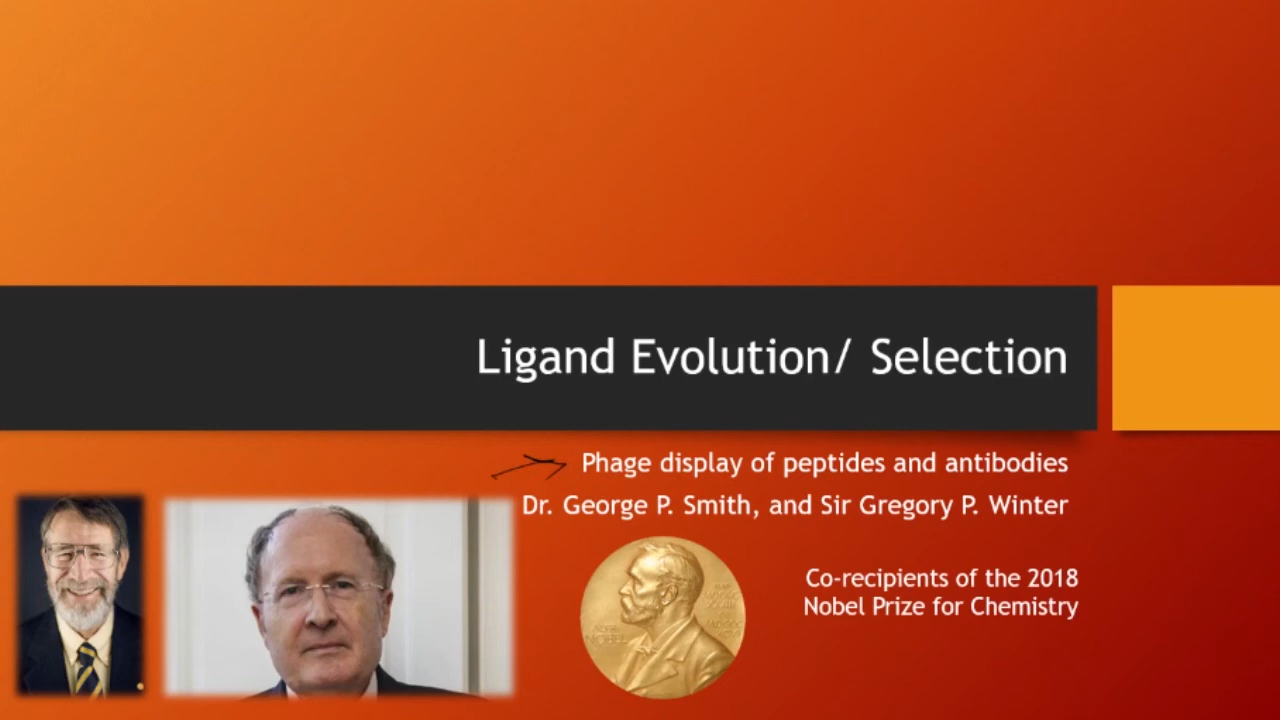 Ligand Evolution/ Selection
Phage display of peptides and antibodies
Dr. George P. Smith, and Sir Gregory P. Winter
Co-recipients of the 2018
Nobel Prize for Chemistry